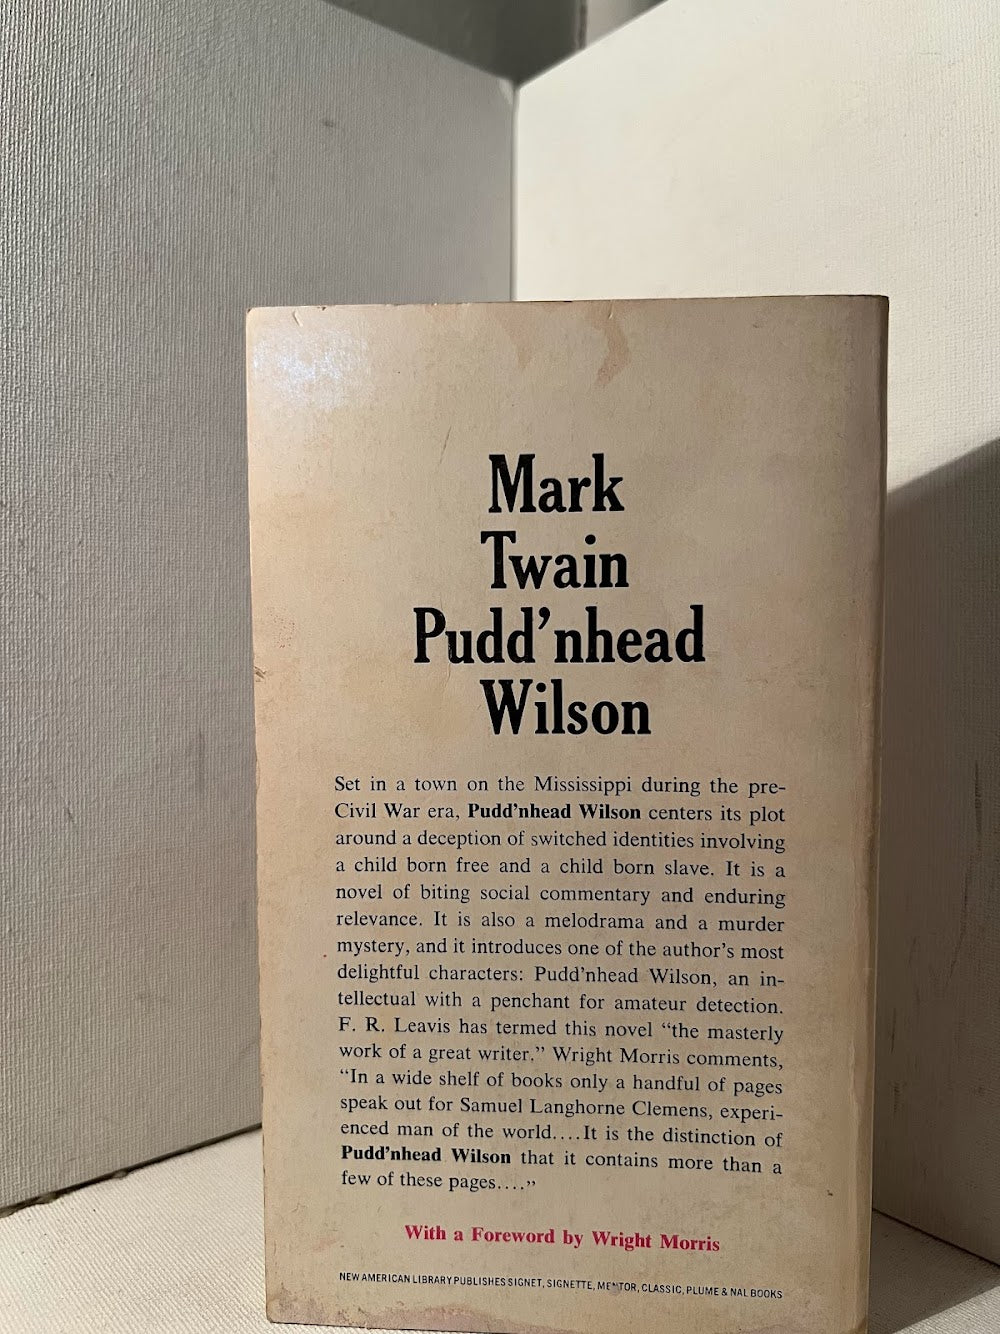 Mark
Twain
Pudd'nhead
Wilson
Set in a town on the Mississippi during the pre-
Civil War era, Pudd'nhead Wilson centers its plot
around a deception of switched identities involving
a child born free and a child born slave. It is a
novel of biting social commentary and enduring
relevance. It is also a melodrama and a murder
mystery, and it introduces one of the author's most
delightful characters: Pudd'nhead Wilson, an in-
tellectual with a penchant for amateur detection.
F. R. Leavis has termed this novel “the masterly
work of a great writer.” Wright Morris comments,
“In a wide shelf of books only a handful of pages
speak out for Samuel Langhorne Clemens, experi-
enced man of the world....It is the distinction of
Pudd'nhead Wilson that it contains more than a
few of these pages....”
With a Foreword by Wright Morris
NEW AMERICAN LIBRARY PUBLISHES SIGNET, SIGNETTE, MENTOR, CLASSIC, PLUME & NAL BOOKS